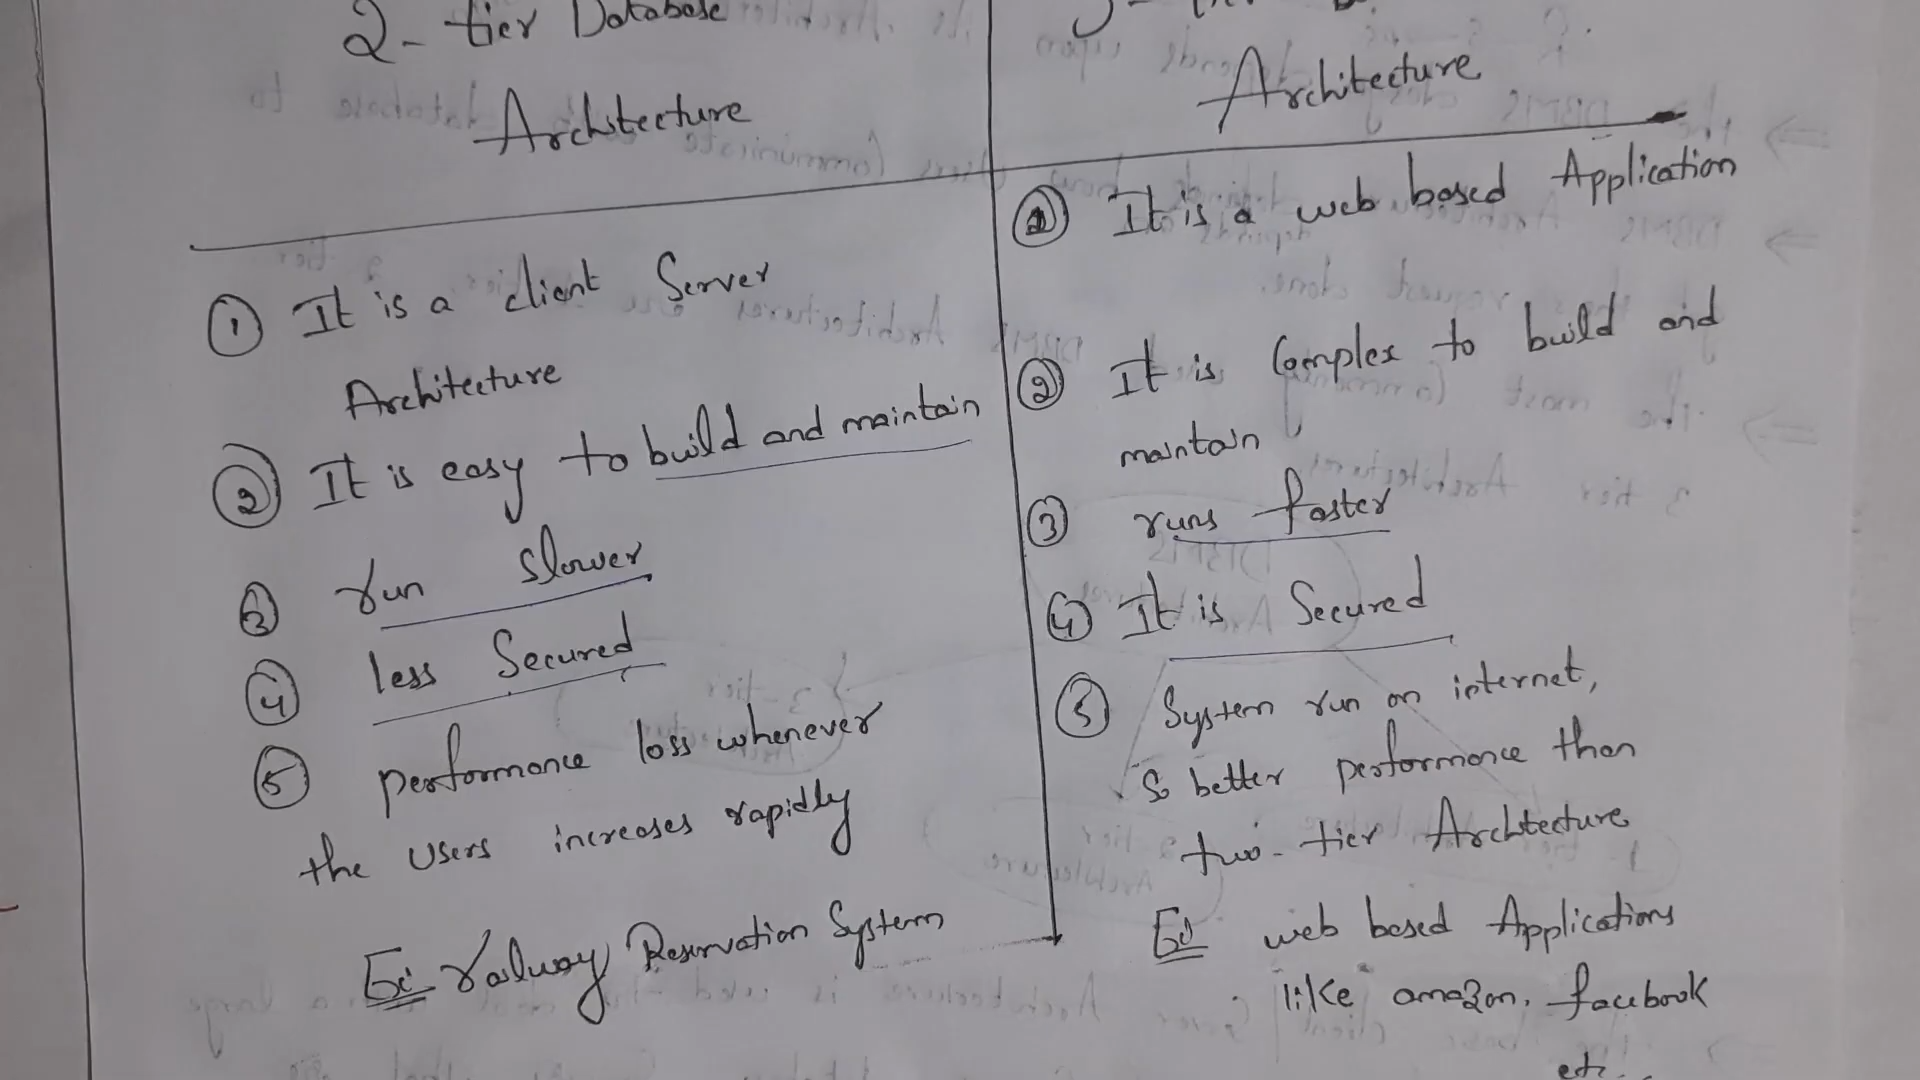 2- tier Database
Architecture
① It is a client Server
Architecture
② It is easy to build and maintain
③ run slower
④ less Secured
⑤ performance loss whenever
the users increases rapidly
Ex: railway Reservation System
3- tier
Architecture
① It is a web based Application
② It is Complex to build and
maintain
③ runs faster
④ It is Secured
⑤ System run on internet,
So better performance than
two-tier Architecture
Ex: web based Applications
like amazon, facebook
etc..